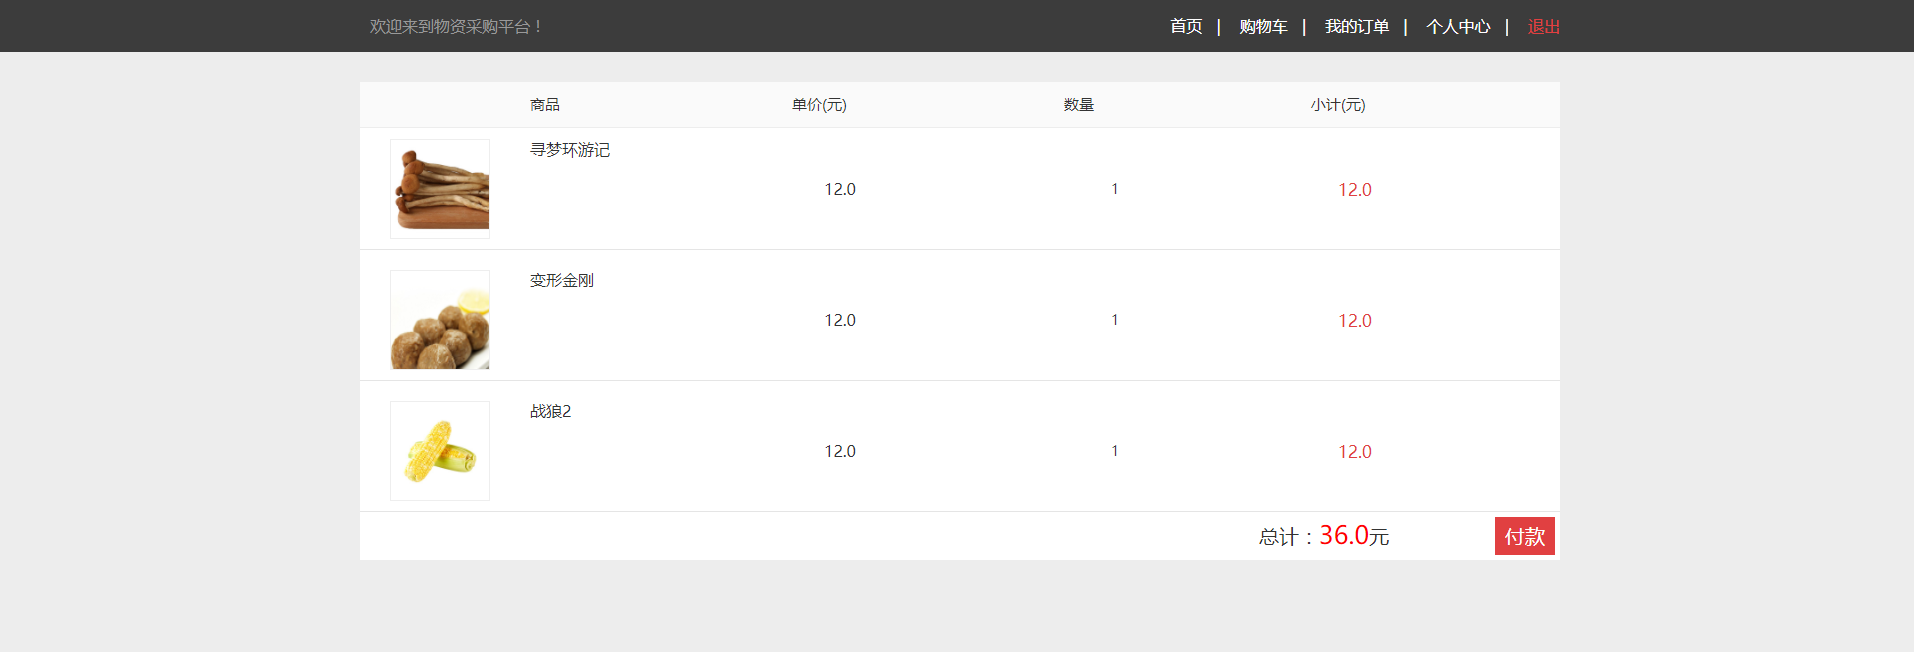 欢迎来到物资采购平台！ 首页 | 购物车 | 我的订单 | 个人中心 | 退出
商品 单价(元) 数量 小计(元)
寻梦环游记
12.0 1 12.0
变形金刚
12.0 1 12.0
战狼2
12.0 1 12.0
总计：36.0元 付款